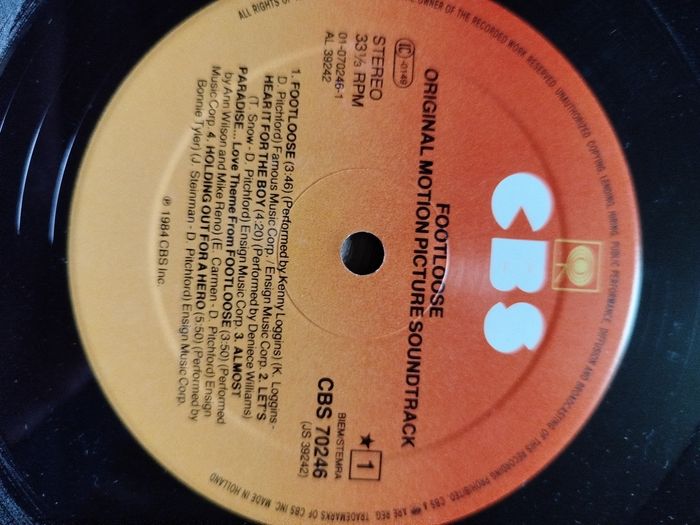 CBS
FOOTLOOSE
ORIGINAL MOTION PICTURE SOUNDTRACK
LC -0149
STEREO
33⅓ RPM
01-070246-1
AL 39242
★ 1
BIEM/STEMRA
CBS 70246
(JS 39242)
1. FOOTLOOSE (3:46) (Performed by Kenny Loggins) (K. Loggins -
D. Pitchford) Famous Music Corp. / Ensign Music Corp. 2. LET'S
HEAR IT FOR THE BOY (4:20) (Performed by Deniece Williams)
(T. Snow - D. Pitchford) Ensign Music Corp. 3. ALMOST
PARADISE... Love Theme From FOOTLOOSE (3:50) (Performed
by Ann Wilson and Mike Reno) (E. Carmen - D. Pitchford) Ensign
Music Corp. 4. HOLDING OUT FOR A HERO (5:50) (Performed by
Bonnie Tyler) (J. Steinman - D. Pitchford) Ensign Music Corp.
℗ 1984 CBS Inc.
ALL RIGHTS OF OWNER OF THE RECORDED WORK RESERVED. UNAUTHORIZED COPYING, LENDING, HIRING, PUBLIC PERFORMANCE, DIFFUSION AND BROADCASTING OF THIS RECORDING PROHIBITED. CBS & ARE REG. TRADEMARKS OF CBS INC. MADE IN HOLLAND